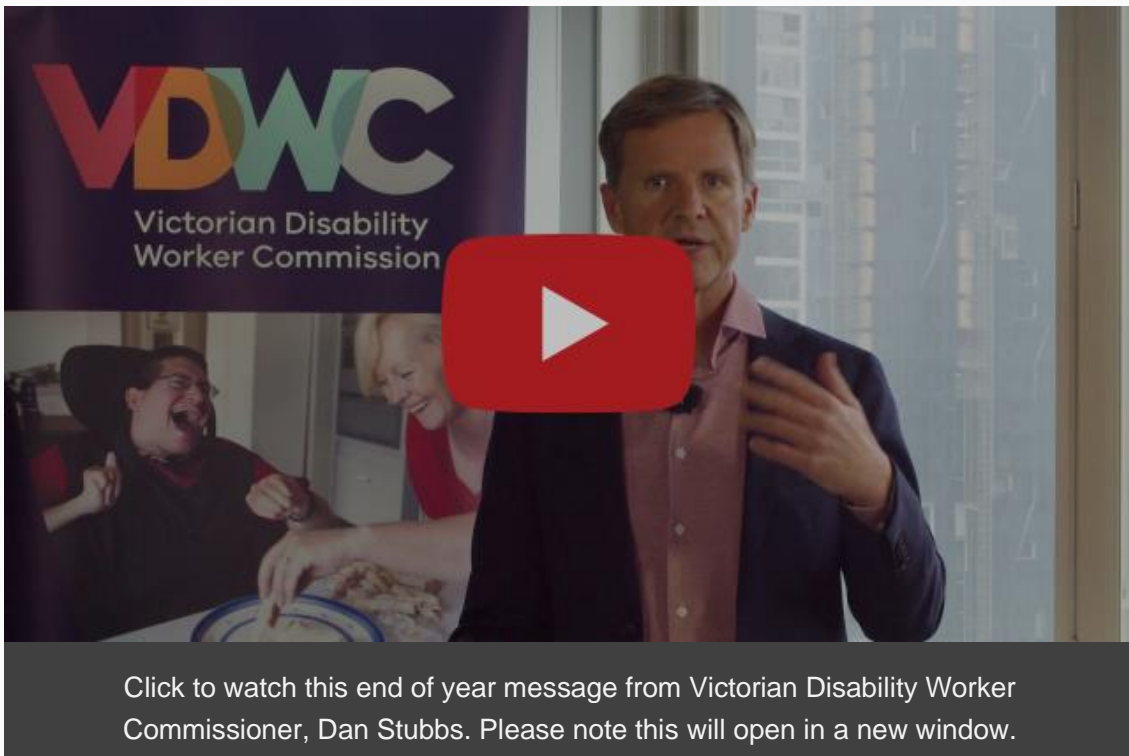 VDWC
Victorian Disability
Worker Commission
Click to watch this end of year message from Victorian Disability Worker
Commissioner, Dan Stubbs. Please note this will open in a new window.